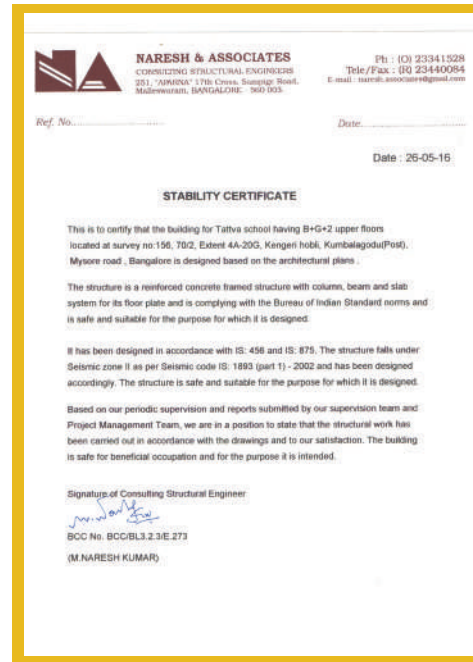 NARESH & ASSOCIATES
CONSULTING STRUCTURAL ENGINEERS
251, "APARNA" 17th Cross, Sampige Road,
Malleswaram, BANGALORE - 560 003.
Ph : (O) 23341528
Tele/Fax : (R) 23440084
E-mail : naresh.associates@gmail.com
Ref. No.
Date
Date : 26-05-16
STABILITY CERTIFICATE
This is to certify that the building for Tattva school having B+G+2 upper floors
located at survey no:156, 70/2, Extent 4A-20G, Kengeri hobli, Kumbalagodu(Post),
Mysore road , Bangalore is designed based on the architectural plans .
The structure is a reinforced concrete framed structure with column, beam and slab
system for its floor plate and is complying with the Bureau of Indian Standard norms and
is safe and suitable for the purpose for which it is designed.
It has been designed in accordance with IS: 456 and IS: 875. The structure falls under
Seismic zone II as per Seismic code IS: 1893 (part 1) - 2002 and has been designed
accordingly. The structure is safe and suitable for the purpose for which it is designed.
Based on our periodic supervision and reports submitted by our supervision team and
Project Management Team, we are in a position to state that the structural work has
been carried out in accordance with the drawings and to our satisfaction. The building
is safe for beneficial occupation and for the purpose it is intended.
Signature of Consulting Structural Engineer
BCC No. BCC/BL3.2.3/E.273
(M.NARESH KUMAR)